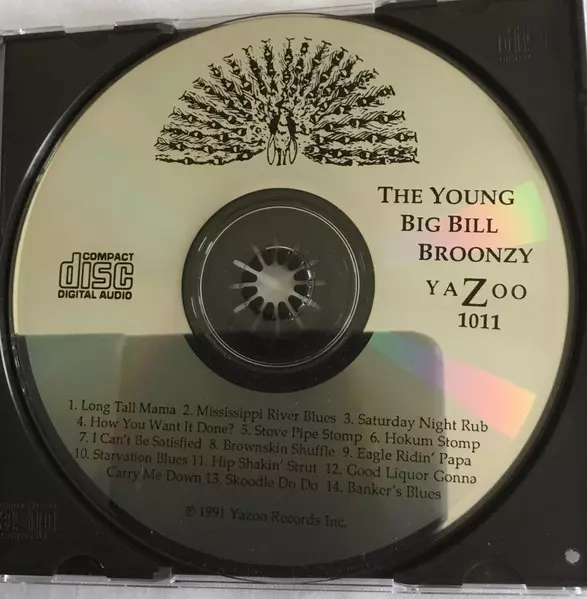 THE YOUNG
BIG BILL
BROONZY
YAZOO
1011
COMPACT
disc
DIGITAL AUDIO
1. Long Tall Mama 2. Mississippi River Blues 3. Saturday Night Rub
4. How You Want It Done? 5. Stove Pipe Stomp 6. Hokum Stomp
7. I Can't Be Satisfied 8. Brownskin Shuffle 9. Eagle Ridin' Papa
10. Starvation Blues 11. Hip Shakin' Strut 12. Good Liquor Gonna
Carry Me Down 13. Skoodle Do Do 14. Banker's Blues
℗ 1991 Yazoo Records Inc.